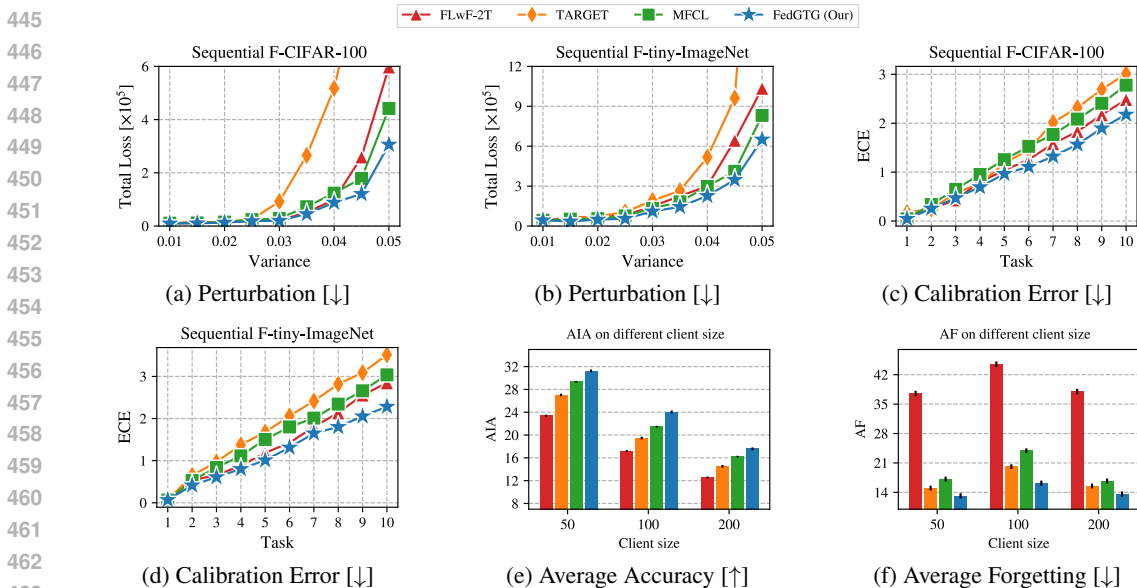 FLwF-2T TARGET MFCL FedGTG (Our)
445
446
447
448
449
450
451
452
453
454
455
456
457
458
459
460
461
462
Sequential F-CIFAR-100
Total Loss [×10⁵]
6
4
2
0
0.01 0.02 0.03 0.04 0.05
Variance
(a) Perturbation [↓]
Sequential F-tiny-ImageNet
Total Loss [×10⁵]
12
9
6
3
0
0.01 0.02 0.03 0.04 0.05
Variance
(b) Perturbation [↓]
Sequential F-CIFAR-100
ECE
3
2
1
0
1 2 3 4 5 6 7 8 9 10
Task
(c) Calibration Error [↓]
Sequential F-tiny-ImageNet
ECE
3
2
1
0
1 2 3 4 5 6 7 8 9 10
Task
(d) Calibration Error [↓]
AIA on different client size
AIA
32
28
24
20
16
12
8
50 100 200
Client size
(e) Average Accuracy [↑]
AF on different client size
AF
42
35
28
21
14
50 100 200
Client size
(f) Average Forgetting [↓]